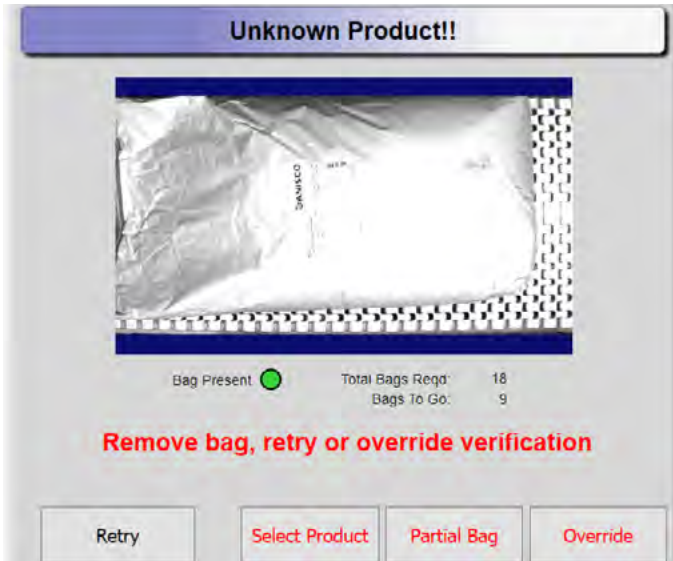 Unknown Product!!
DANISCO
Bag Present
Total Bags Reqd: 18
Bags To Go: 9
Remove bag, retry or override verification
Retry
Select Product
Partial Bag
Override